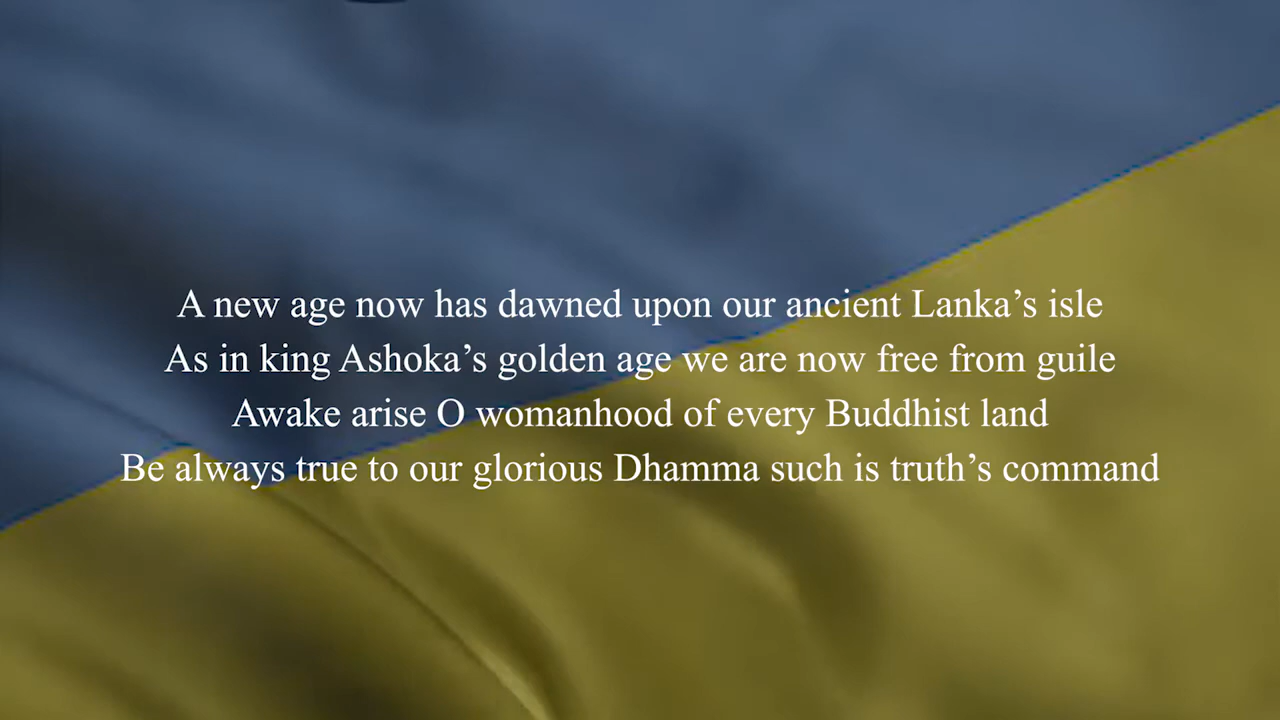 A new age now has dawned upon our ancient Lanka’s isle
As in king Ashoka’s golden age we are now free from guile
Awake arise O womanhood of every Buddhist land
Be always true to our glorious Dhamma such is truth’s command